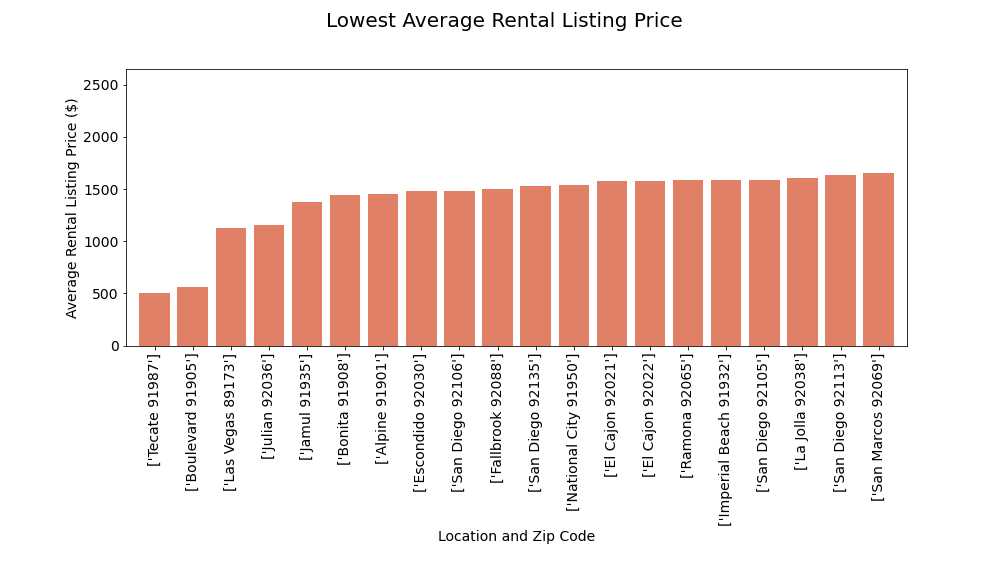 Lowest Average Rental Listing Price
Average Rental Listing Price ($)
2500
2000
1500
1000
500
0
['Tecate 91987']
['Boulevard 91905']
['Las Vegas 89173']
['Julian 92036']
['Jamul 91935']
['Bonita 91908']
['Alpine 91901']
['Escondido 92030']
['San Diego 92106']
['Fallbrook 92088']
['San Diego 92135']
['National City 91950']
['El Cajon 92021']
['El Cajon 92022']
['Ramona 92065']
['Imperial Beach 91932']
['San Diego 92105']
['La Jolla 92038']
['San Diego 92113']
['San Marcos 92069']
Location and Zip Code